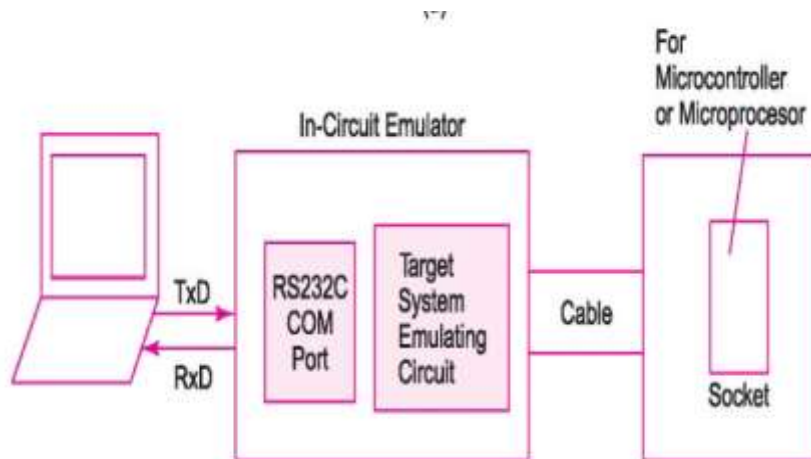 For
Microcontroller
or Microprocesor
In-Circuit Emulator
TxD
RxD
RS232C
COM
Port
Target
System
Emulating
Circuit
Cable
Socket